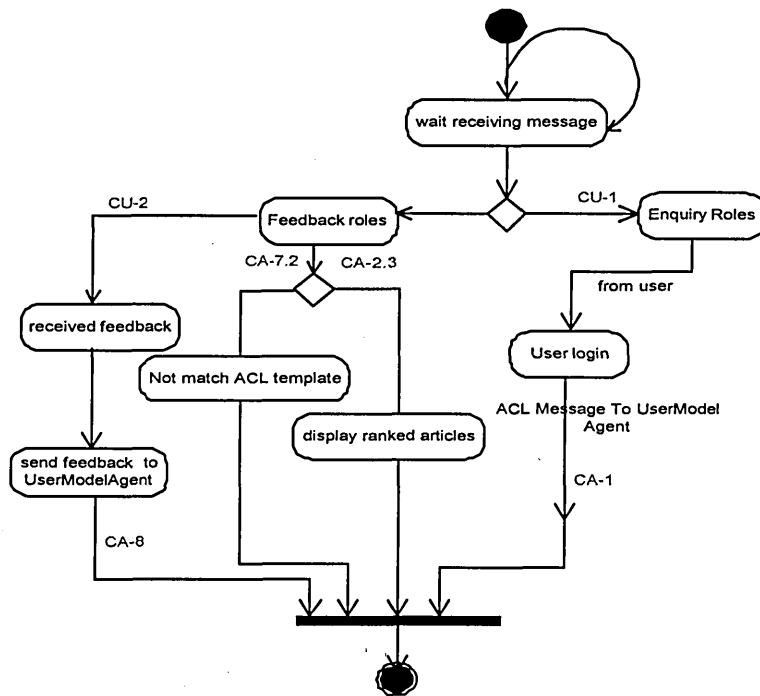 wait receiving message
CU-2
CU-1
Feedback roles
Enquiry Roles
CA-7.2
CA-2.3
from user
received feedback
User login
Not match ACL template
ACL Message To UserModel
Agent
display ranked articles
send feedback to
UserModelAgent
CA-1
CA-8